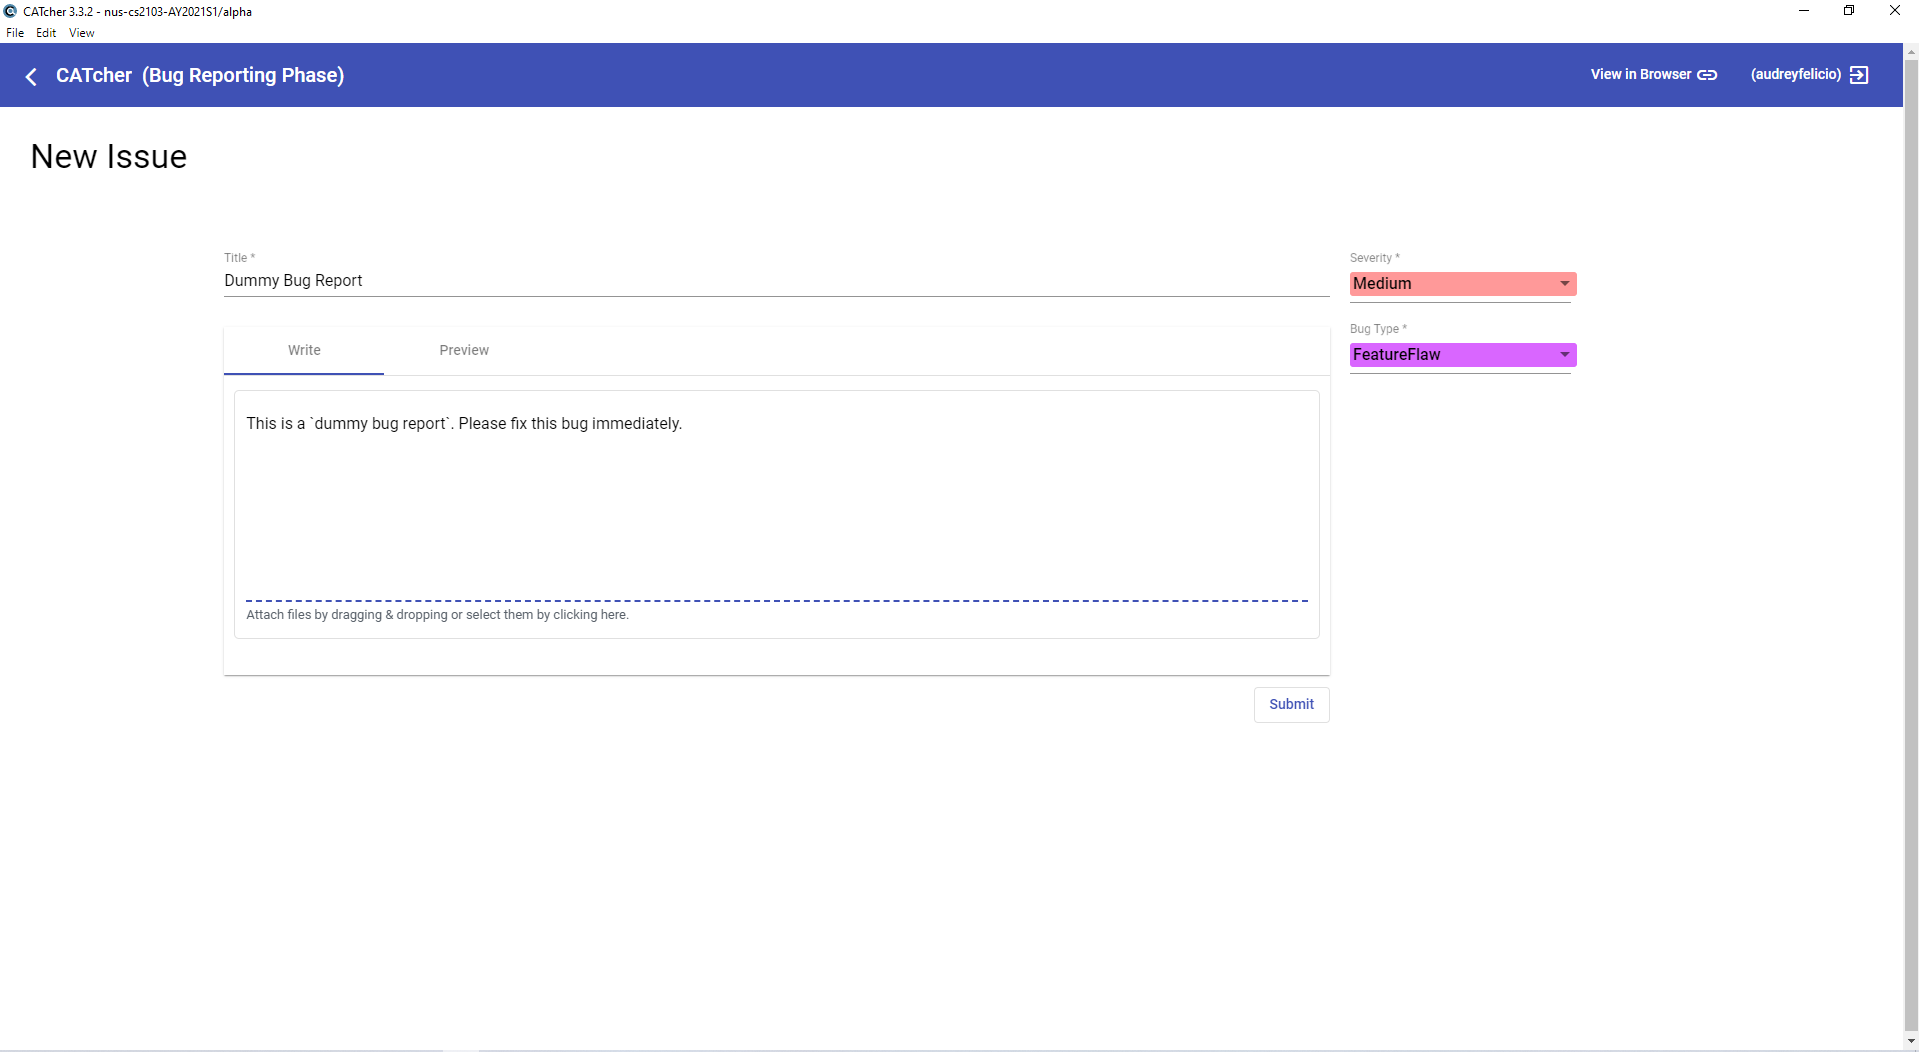 CATcher 3.3.2 - nus-cs2103-AY2021S1/alpha
File Edit View
CATcher (Bug Reporting Phase)
View in Browser
(audreyfelicio)
New Issue
Title *
Dummy Bug Report
Severity *
Medium
Bug Type *
FeatureFlaw
Write
Preview
This is a `dummy bug report`. Please fix this bug immediately.
Attach files by dragging & dropping or select them by clicking here.
Submit